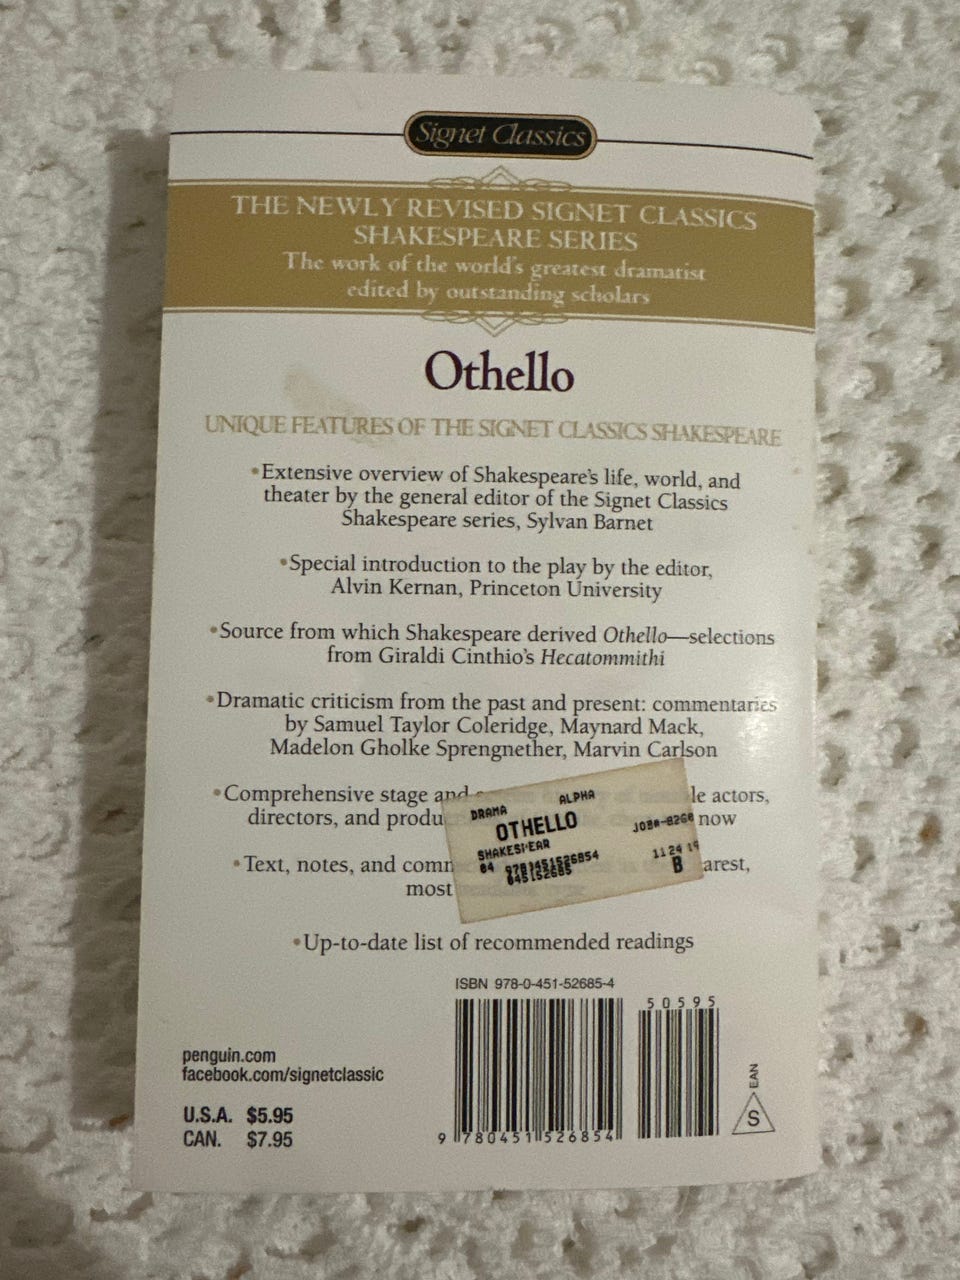 Signet Classics
THE NEWLY REVISED SIGNET CLASSICS
SHAKESPEARE SERIES
The work of the world's greatest dramatist
edited by outstanding scholars
Othello
UNIQUE FEATURES OF THE SIGNET CLASSICS SHAKESPEARE
•Extensive overview of Shakespeare's life, world, and
theater by the general editor of the Signet Classics
Shakespeare series, Sylvan Barnet
•Special introduction to the play by the editor,
Alvin Kernan, Princeton University
•Source from which Shakespeare derived Othello—selections
from Giraldi Cinthio's Hecatommithi
•Dramatic criticism from the past and present: commentaries
by Samuel Taylor Coleridge, Maynard Mack,
Madelon Gholke Sprengnether, Marvin Carlson
•Comprehensive stage and le actors,
directors, and produ now
•Text, notes, and comm arest,
most
DRAMA ALPHA
OTHELLO
SHAKESPEAR
04 9780451526854 11 24 19
045152685 B
•Up-to-date list of recommended readings
ISBN 978-0-451-52685-4
50595
9 780451 526854
EAN
S
penguin.com
facebook.com/signetclassic
U.S.A. $5.95
CAN. $7.95